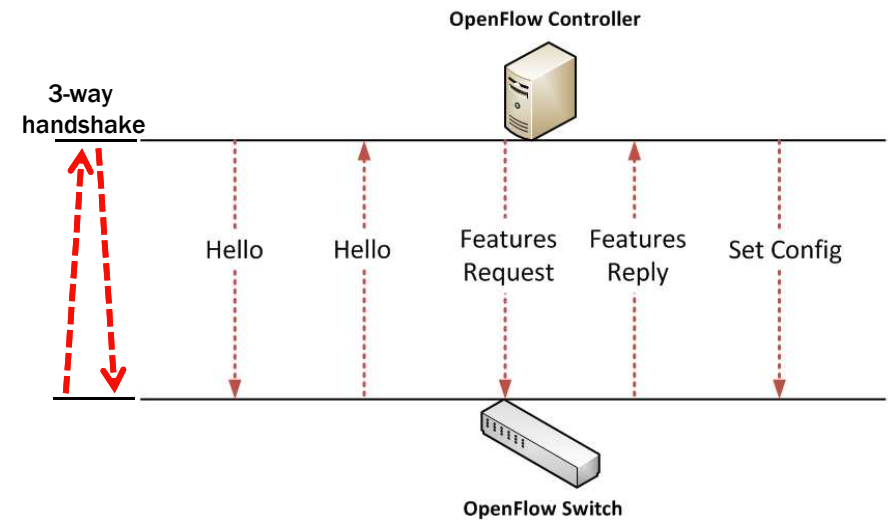 OpenFlow Controller
3-way
handshake
Hello
Hello
Features
Request
Features
Reply
Set Config
OpenFlow Switch